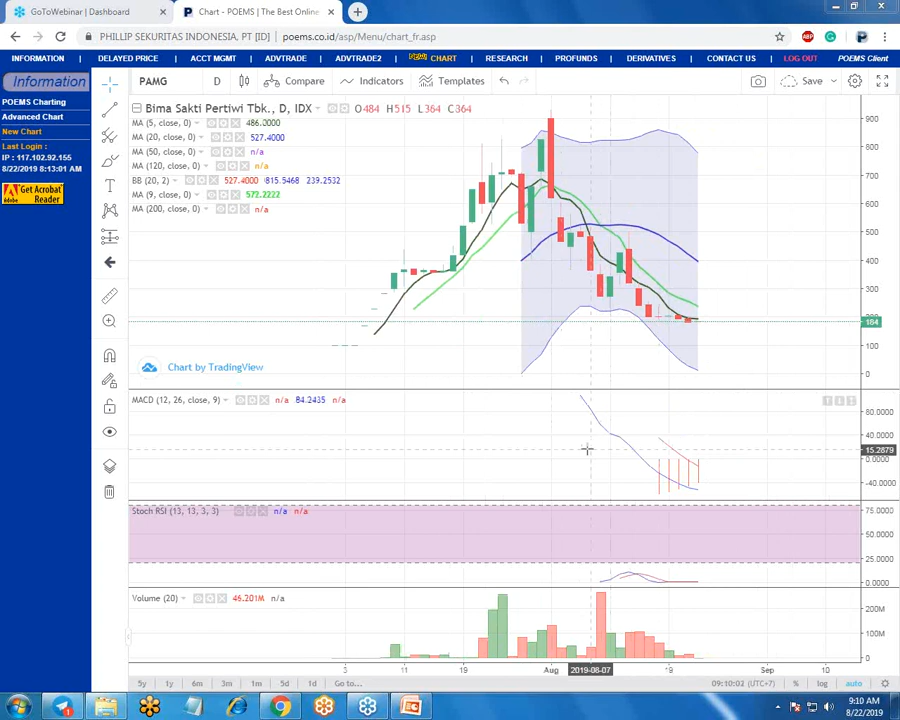 GoToWebinar | Dashboard
Chart - POEMS | The Best Online
PHILLIP SEKURITAS INDONESIA, PT [ID] | poems.co.id/asp/Menu/chart_fr.asp
ABP
INFORMATION DELAYED PRICE ACCT MGMT ADVTRADE ADVTRADE2 NEW CHART RESEARCH PROFUNDS DERIVATIVES CONTACT US LOG OUT POEMS Client
Information
POEMS Charting
Advanced Chart
New Chart
Last Login :
IP : 117.102.92.155
8/22/2019 8:13:01 AM
Get Acrobat
Reader
PAMG D Compare Indicators Templates Save
Bima Sakti Pertiwi Tbk., D, IDX O484 H515 L364 C364
MA (5, close, 0) 486.0000
MA (20, close, 0) 527.4000
MA (50, close, 0) n/a
MA (120, close, 0) n/a
BB (20, 2) 527.4000 815.5468 239.2532
MA (9, close, 0) 572.2222
MA (200, close, 0) n/a
900
800
700
600
500
400
300
184
100
0
Chart by TradingView
MACD (12, 26, close, 9) n/a 84.2435 n/a
80.0000
40.0000
15.2879
0.0000
-40.0000
Stoch RSI (13, 13, 3, 3) n/a n/a
75.0000
50.0000
25.0000
0.0000
Volume (20) 46.201M n/a
200M
100M
0
3 11 19 Aug 2019-08-07 19 Sep 10
5y 1y 6m 3m 1m 5d 1d Go to... 09:10:02 (UTC+7) % log auto
9:10 AM
8/22/2019